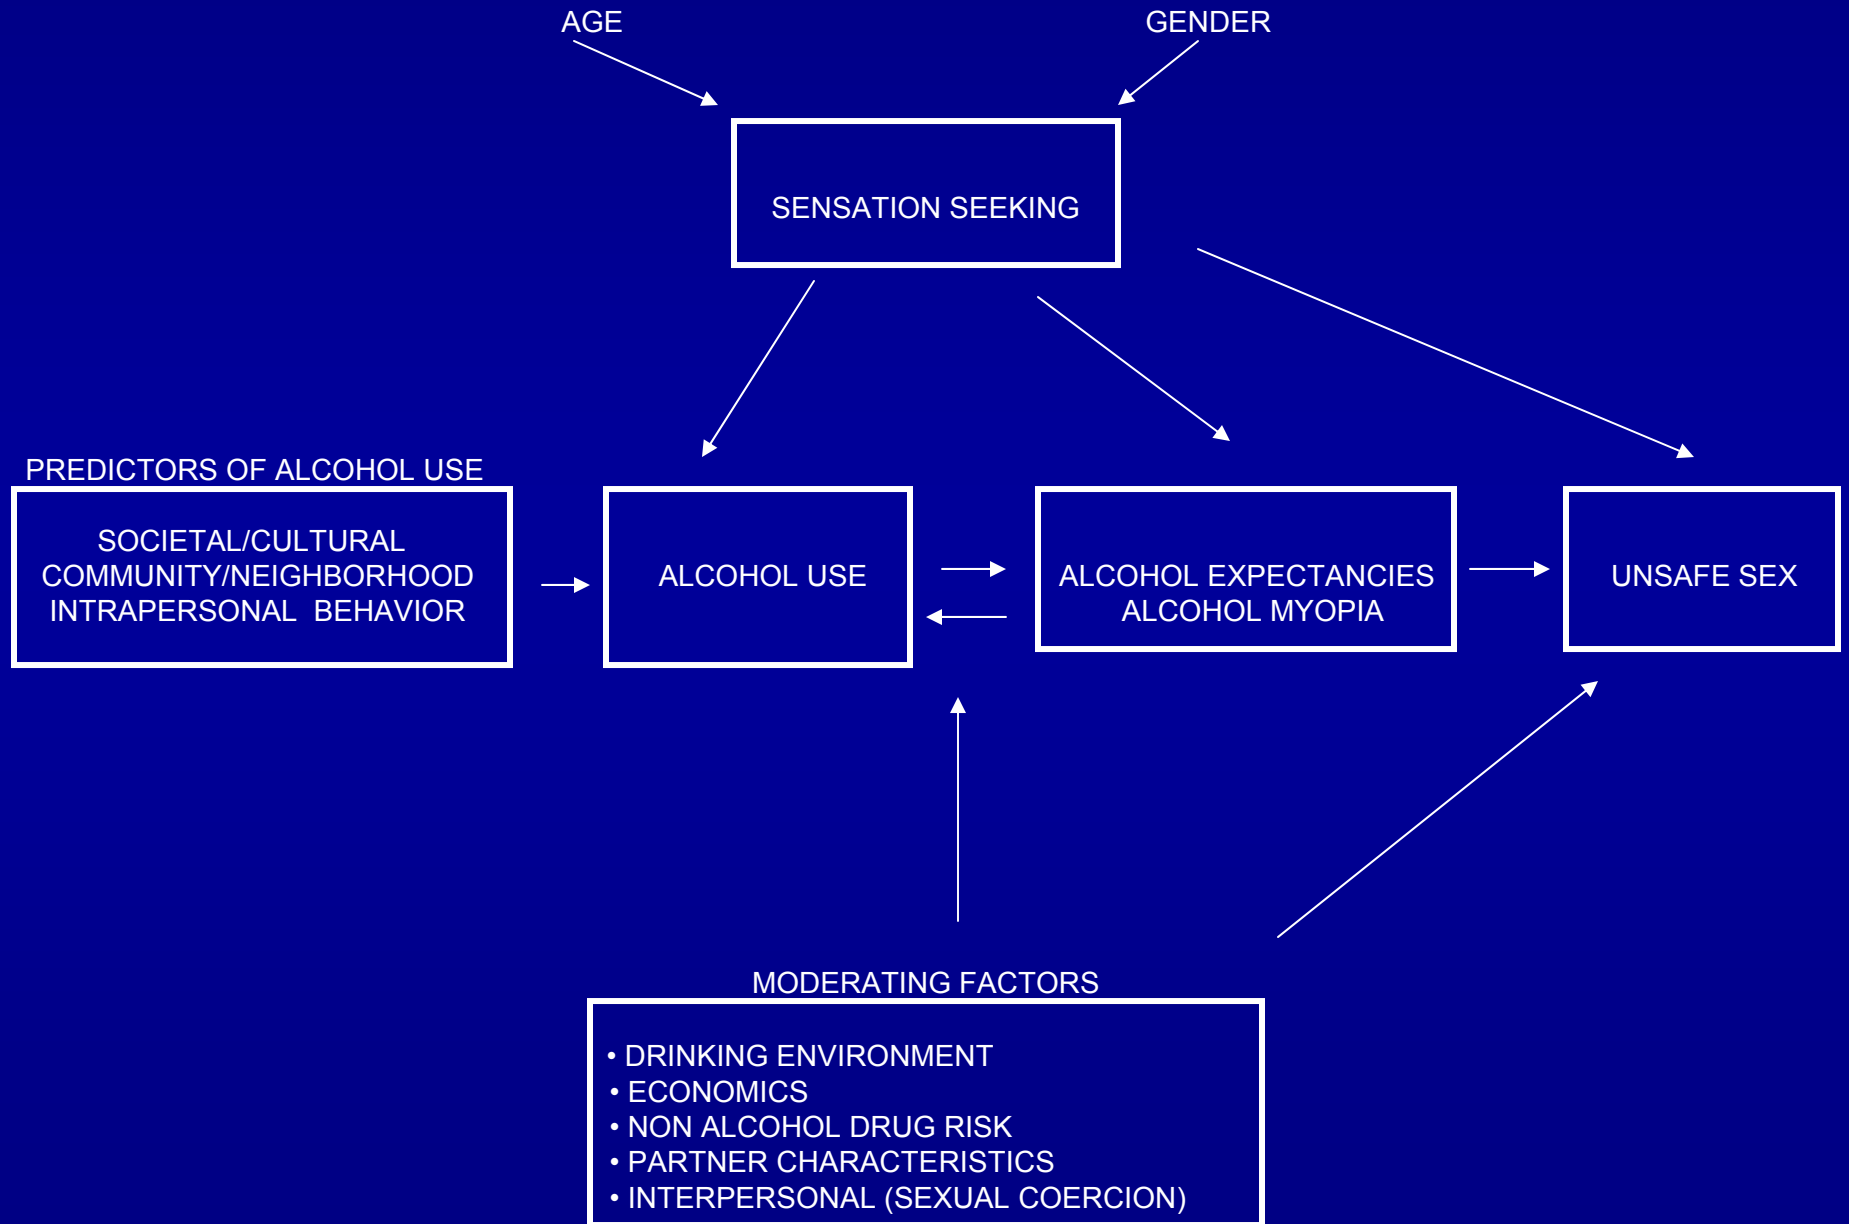 AGE
GENDER
SENSATION SEEKING
PREDICTORS OF ALCOHOL USE
SOCIETAL/CULTURAL
COMMUNITY/NEIGHBORHOOD
INTRAPERSONAL  BEHAVIOR
ALCOHOL USE
ALCOHOL EXPECTANCIES
ALCOHOL MYOPIA
UNSAFE SEX
MODERATING FACTORS
• DRINKING ENVIRONMENT
• ECONOMICS
• NON ALCOHOL DRUG RISK
• PARTNER CHARACTERISTICS
• INTERPERSONAL (SEXUAL COERCION)